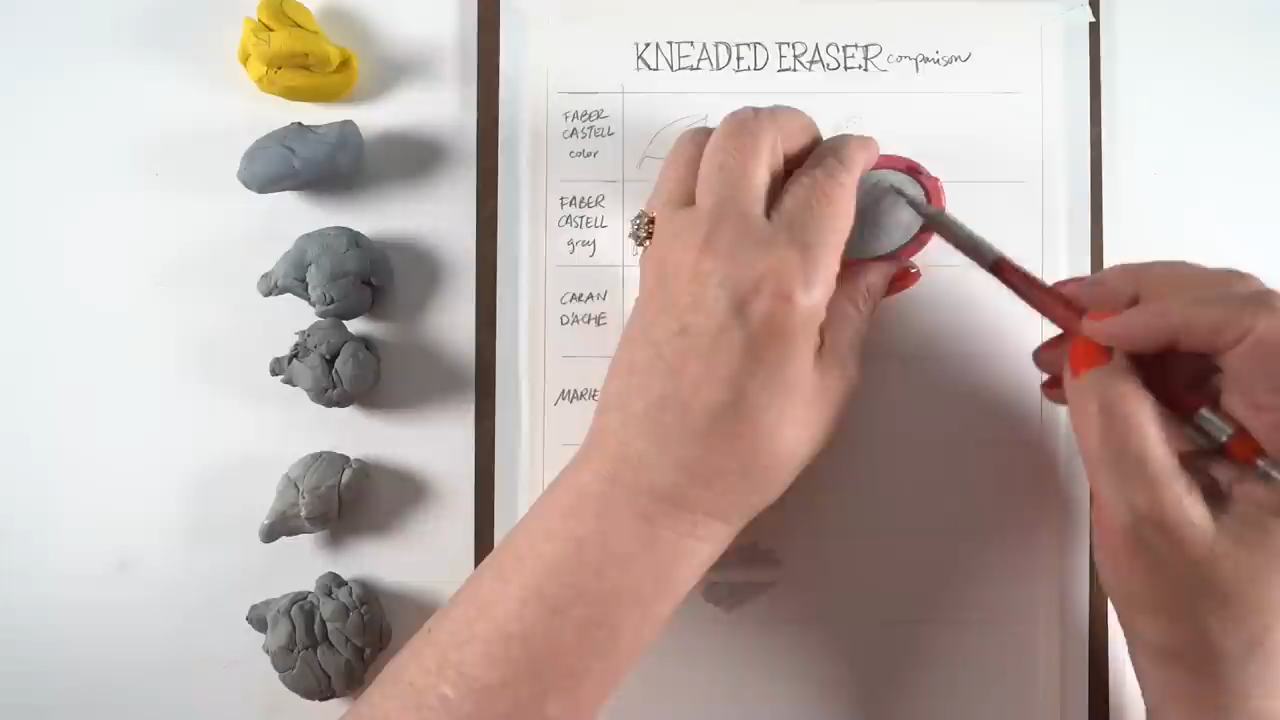 KNEADED ERASER comparison
FABER
CASTELL
color
FABER
CASTELL
grey
CARAN
D'ACHE
MARIE